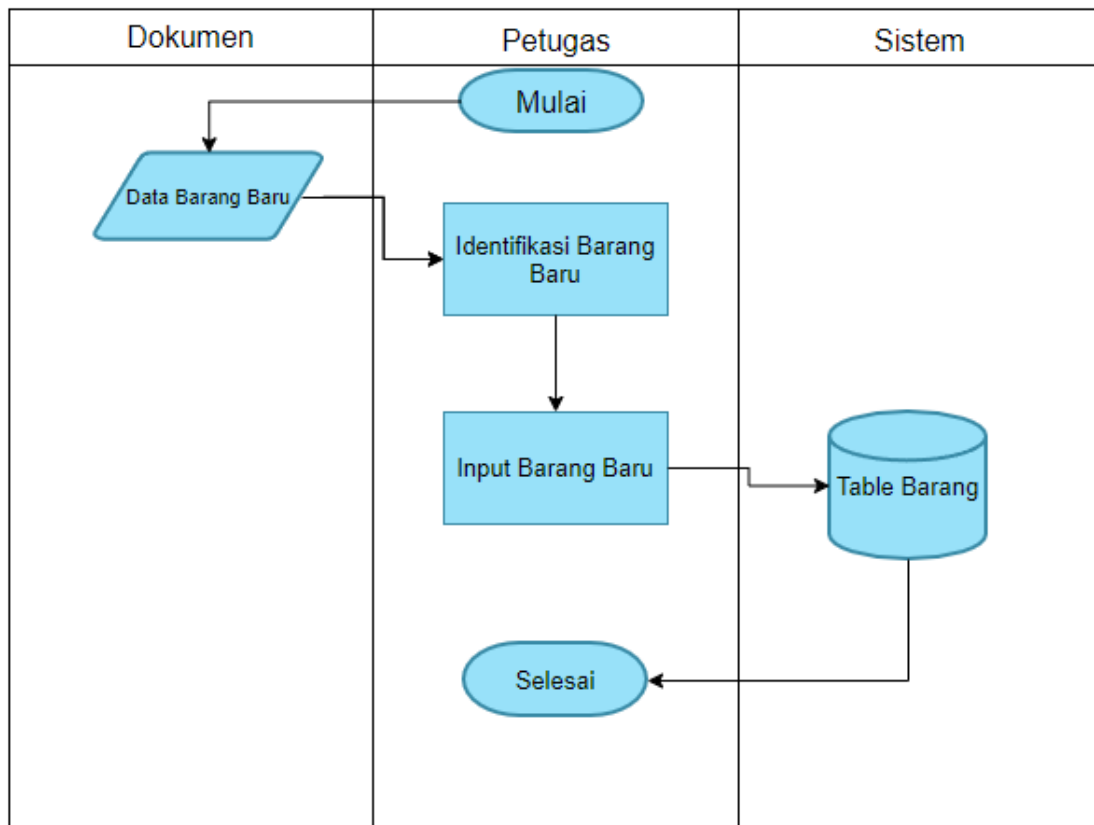 Dokumen
Petugas
Sistem
Mulai
Data Barang Baru
Identifikasi Barang
Baru
Input Barang Baru
Table Barang
Selesai